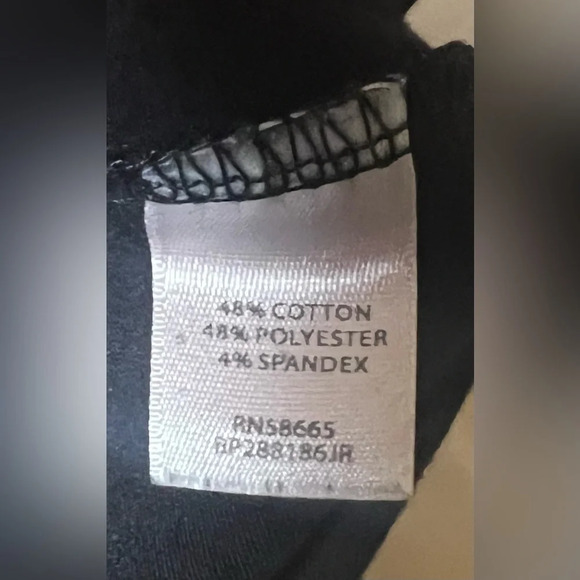 48% COTTON
48% POLYESTER
4% SPANDEX
RN58665
RP288186JR